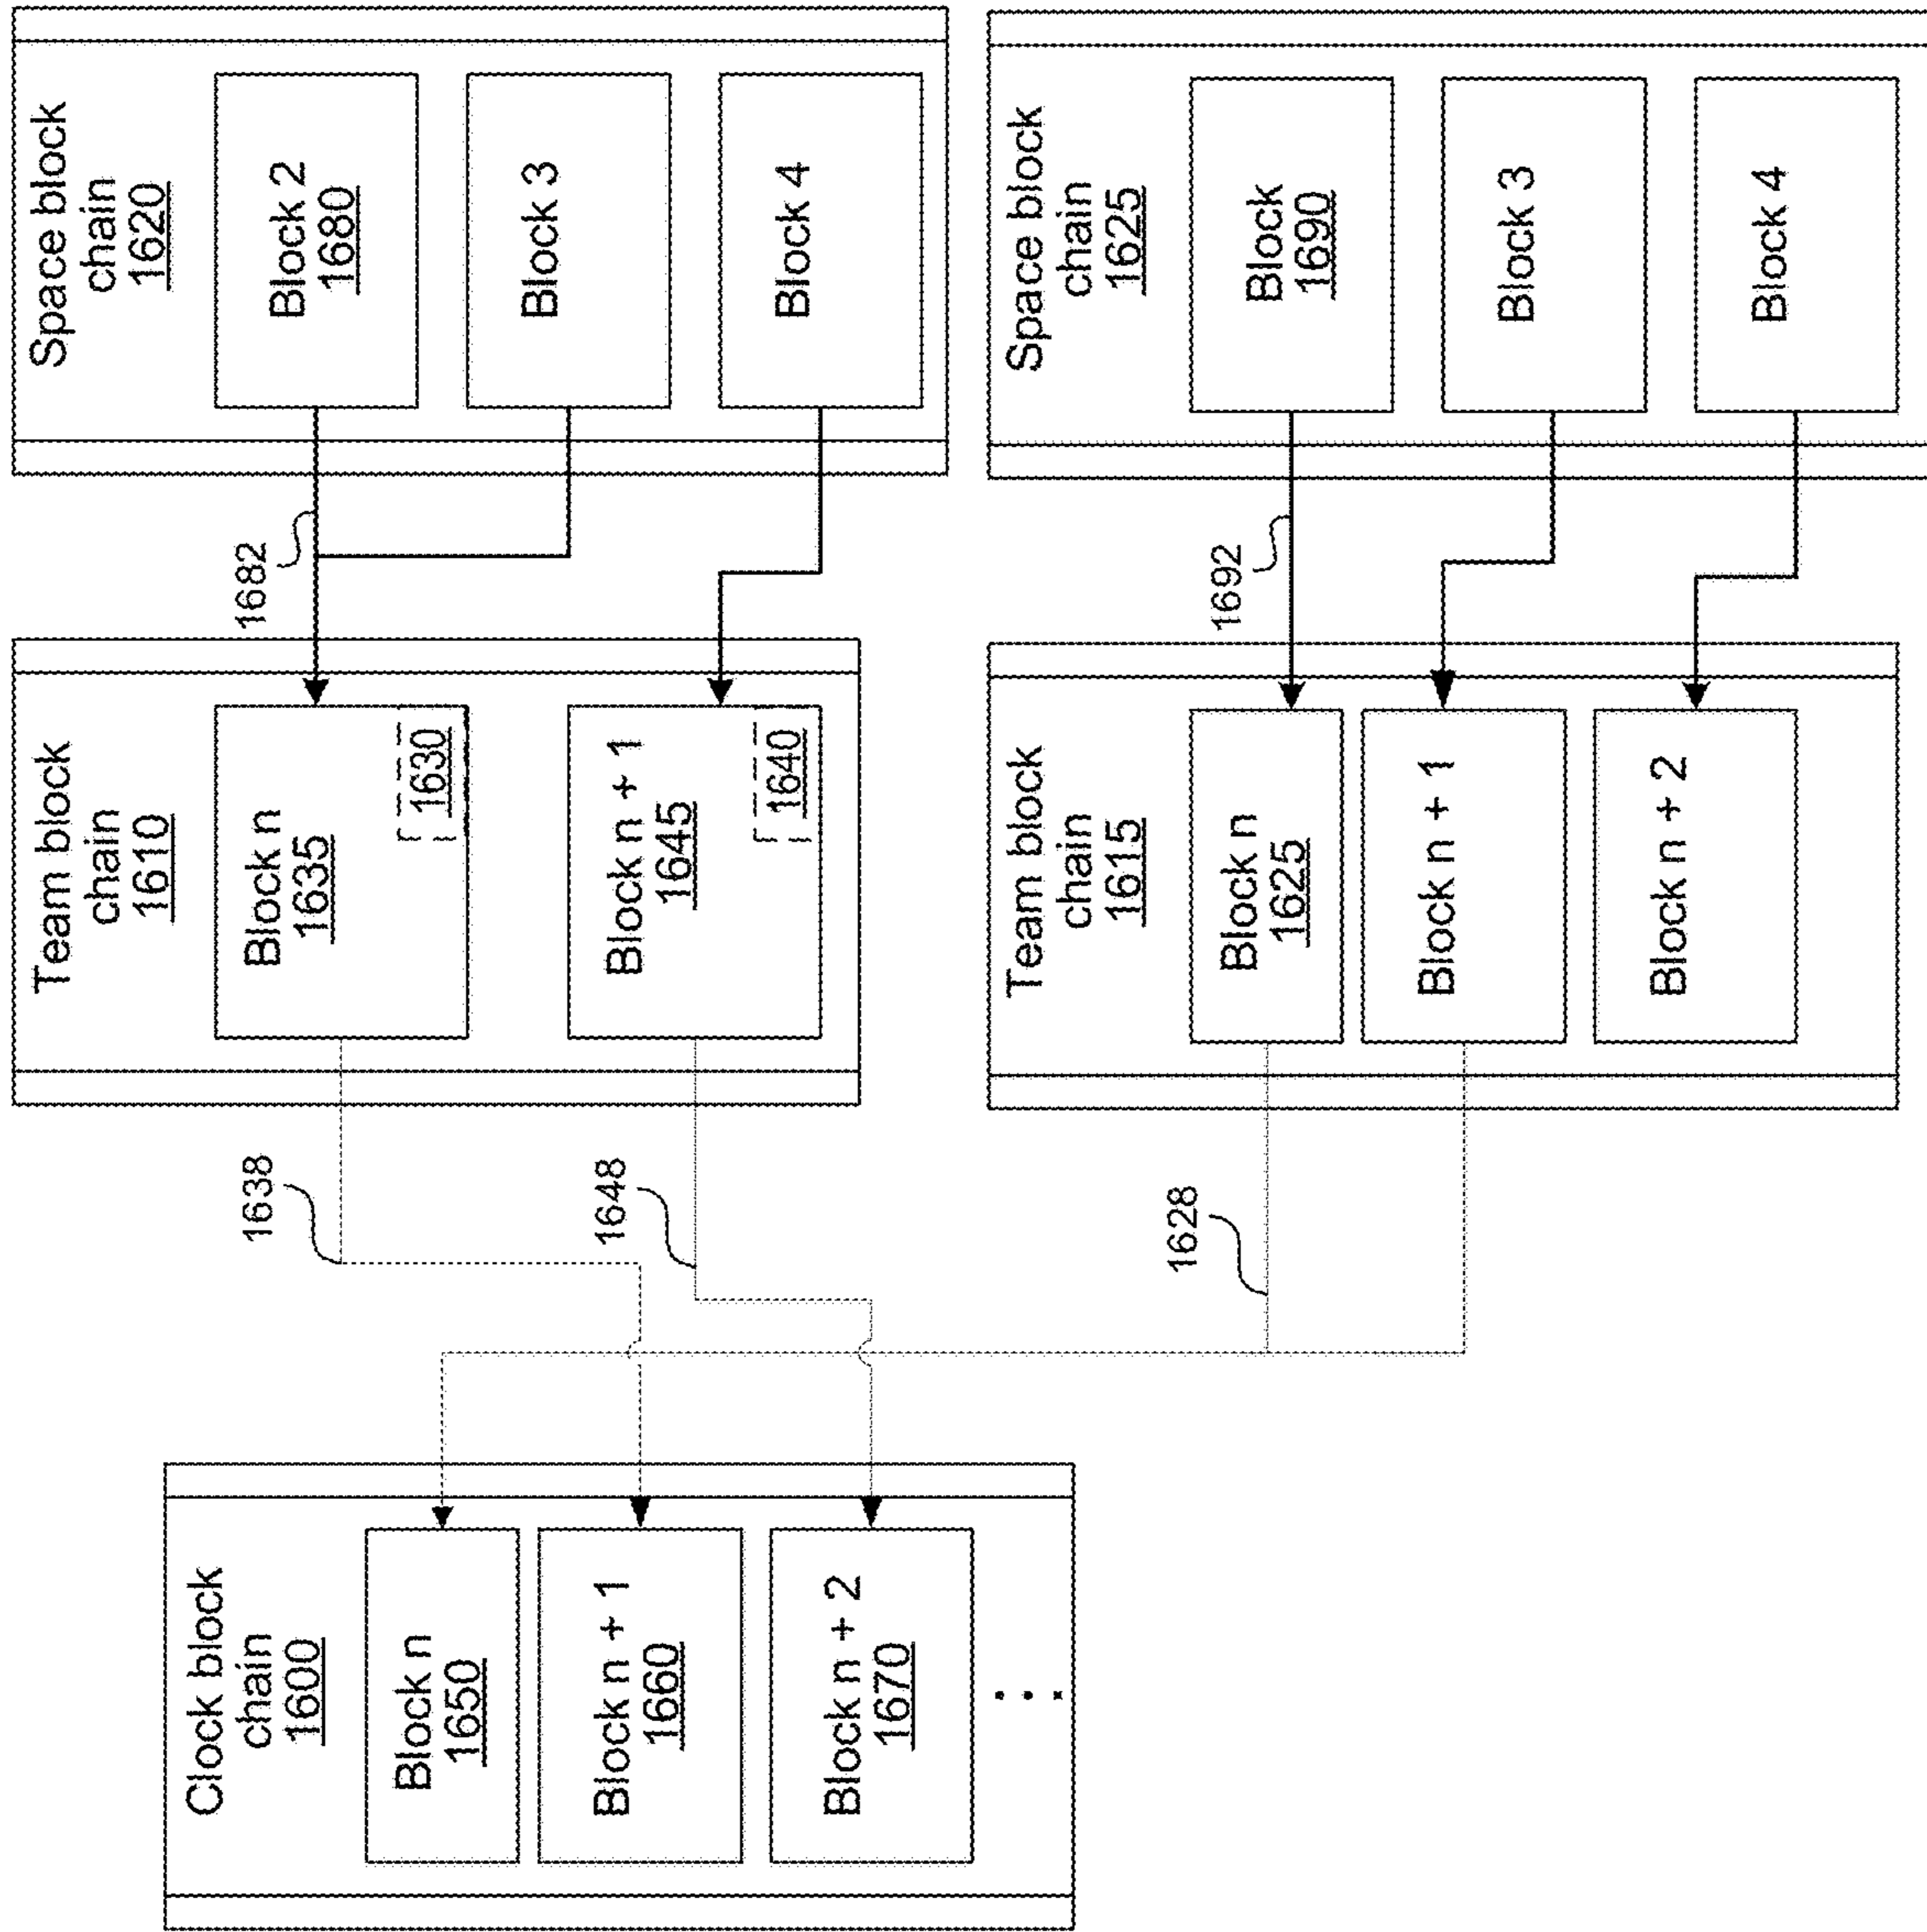 Clock block
chain
1600
Block n
1650
Block n + 1
1660
Block n + 2
1670
1638
1648
1628
Team block
chain
1610
Block n
1635
1630
Block n + 1
1645
1640
Team block
chain
1615
Block n
1625
Block n + 1
Block n + 2
1682
1692
Space block
chain
1620
Block 2
1680
Block 3
Block 4
Space block
chain
1625
Block
1690
Block 3
Block 4